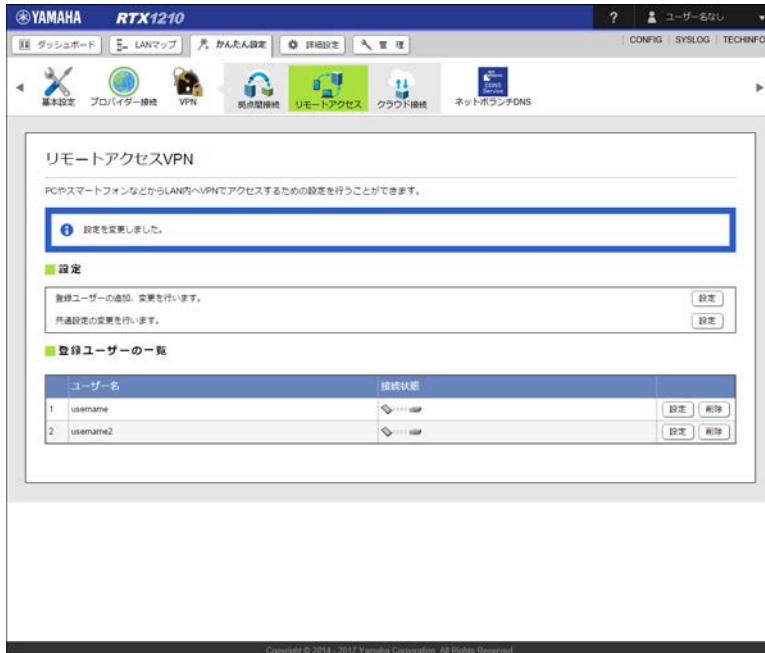 YAMAHA RTX1210 ? ユーザー名なし
ダッシュボード LANマップ かんたん設定 詳細設定 管理 CONFIG SYSLOG TECHINFO
基本設定 プロバイダー接続 VPN 拠点間接続 リモートアクセス クラウド接続 ネットボランチDNS
リモートアクセスVPN
PCやスマートフォンなどからLAN内へVPNでアクセスするための設定を行うことができます。
設定を変更しました。
設定
登録ユーザーの追加、変更を行います。 設定
共通設定の変更を行います。 設定
登録ユーザーの一覧
ユーザー名 接続状態
1 username 設定 削除
2 username2 設定 削除
Copyright © 2014 - 2017 Yamaha Corporation. All Rights Reserved.